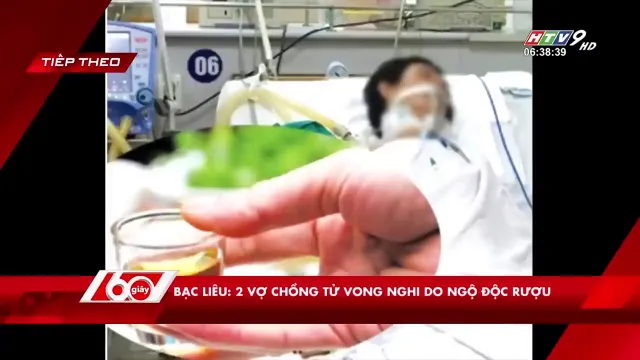 TIẾP THEO
HTV9 HD
06:38:39
06
60 giây
BẠC LIÊU: 2 VỢ CHỒNG TỬ VONG NGHI DO NGỘ ĐỘC RƯỢU